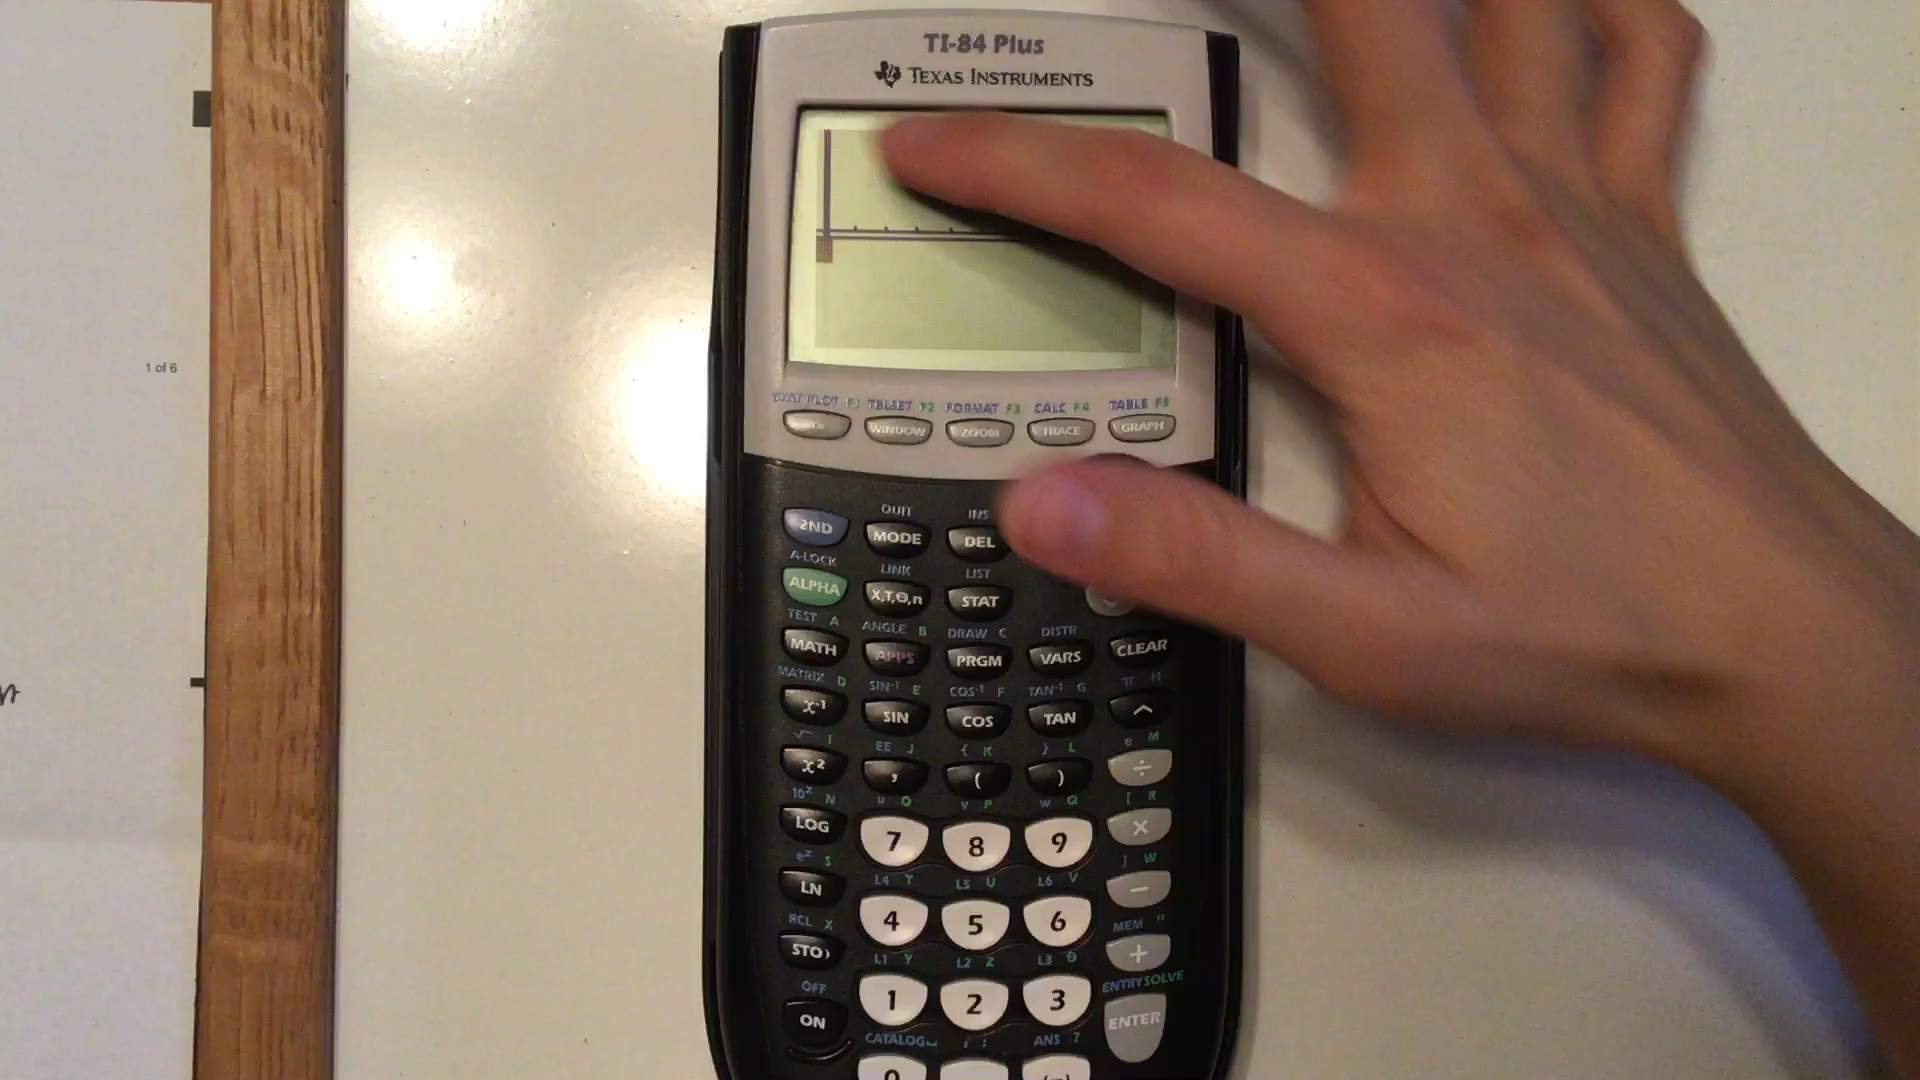 TI-84 Plus
TEXAS INSTRUMENTS
1 of 6
STAT PLOT F1 TBLSET F2 FORMAT F3 CALC F4 TABLE F5
Y= WINDOW ZOOM TRACE GRAPH
QUIT INS
2ND MODE DEL
A-LOCK LINK LIST
ALPHA X,T,Θ,n STAT
TEST A ANGLE B DRAW C DISTR
MATH APPS PRGM VARS CLEAR
MATRIX D SIN⁻¹ E COS⁻¹ F TAN⁻¹ G π H
x⁻¹ SIN COS TAN ^
√ I EE J { K } L e M
x² , ( ) ÷
10ˣ N u O v P w Q [ R
LOG 7 8 9 ×
eˣ S L4 T L5 U L6 V ] W
LN 4 5 6 −
RCL X L1 Y L2 Z L3 θ MEM "
STO› 1 2 3 +
OFF ENTRY SOLVE
ON ENTER
CATALOG i : ANS ?
0 (−)